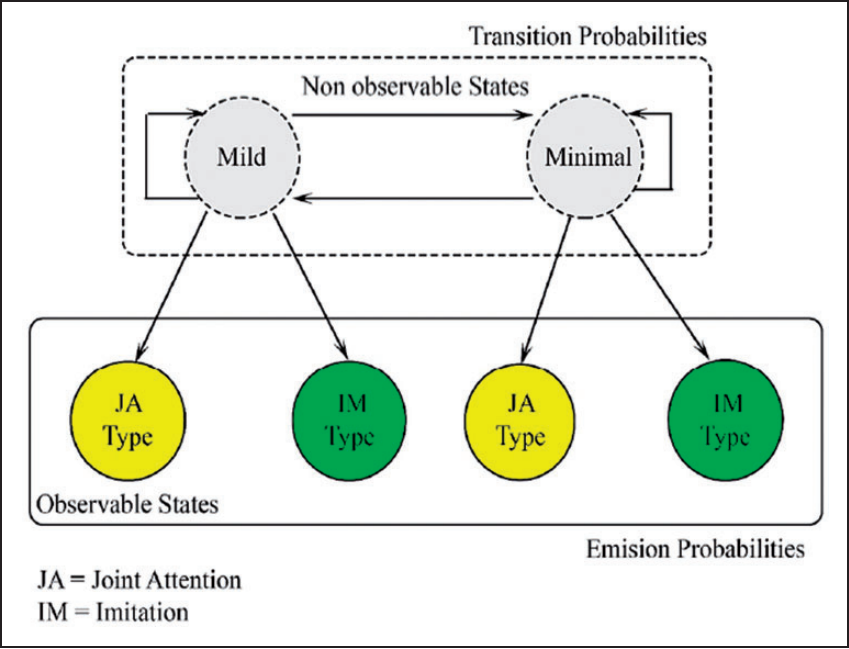 Transition Probabilities
Non observable States
Mild
Minimal
JA
Type
IM
Type
JA
Type
IM
Type
Observable States
Emision Probabilities
JA = Joint Attention
IM = Imitation